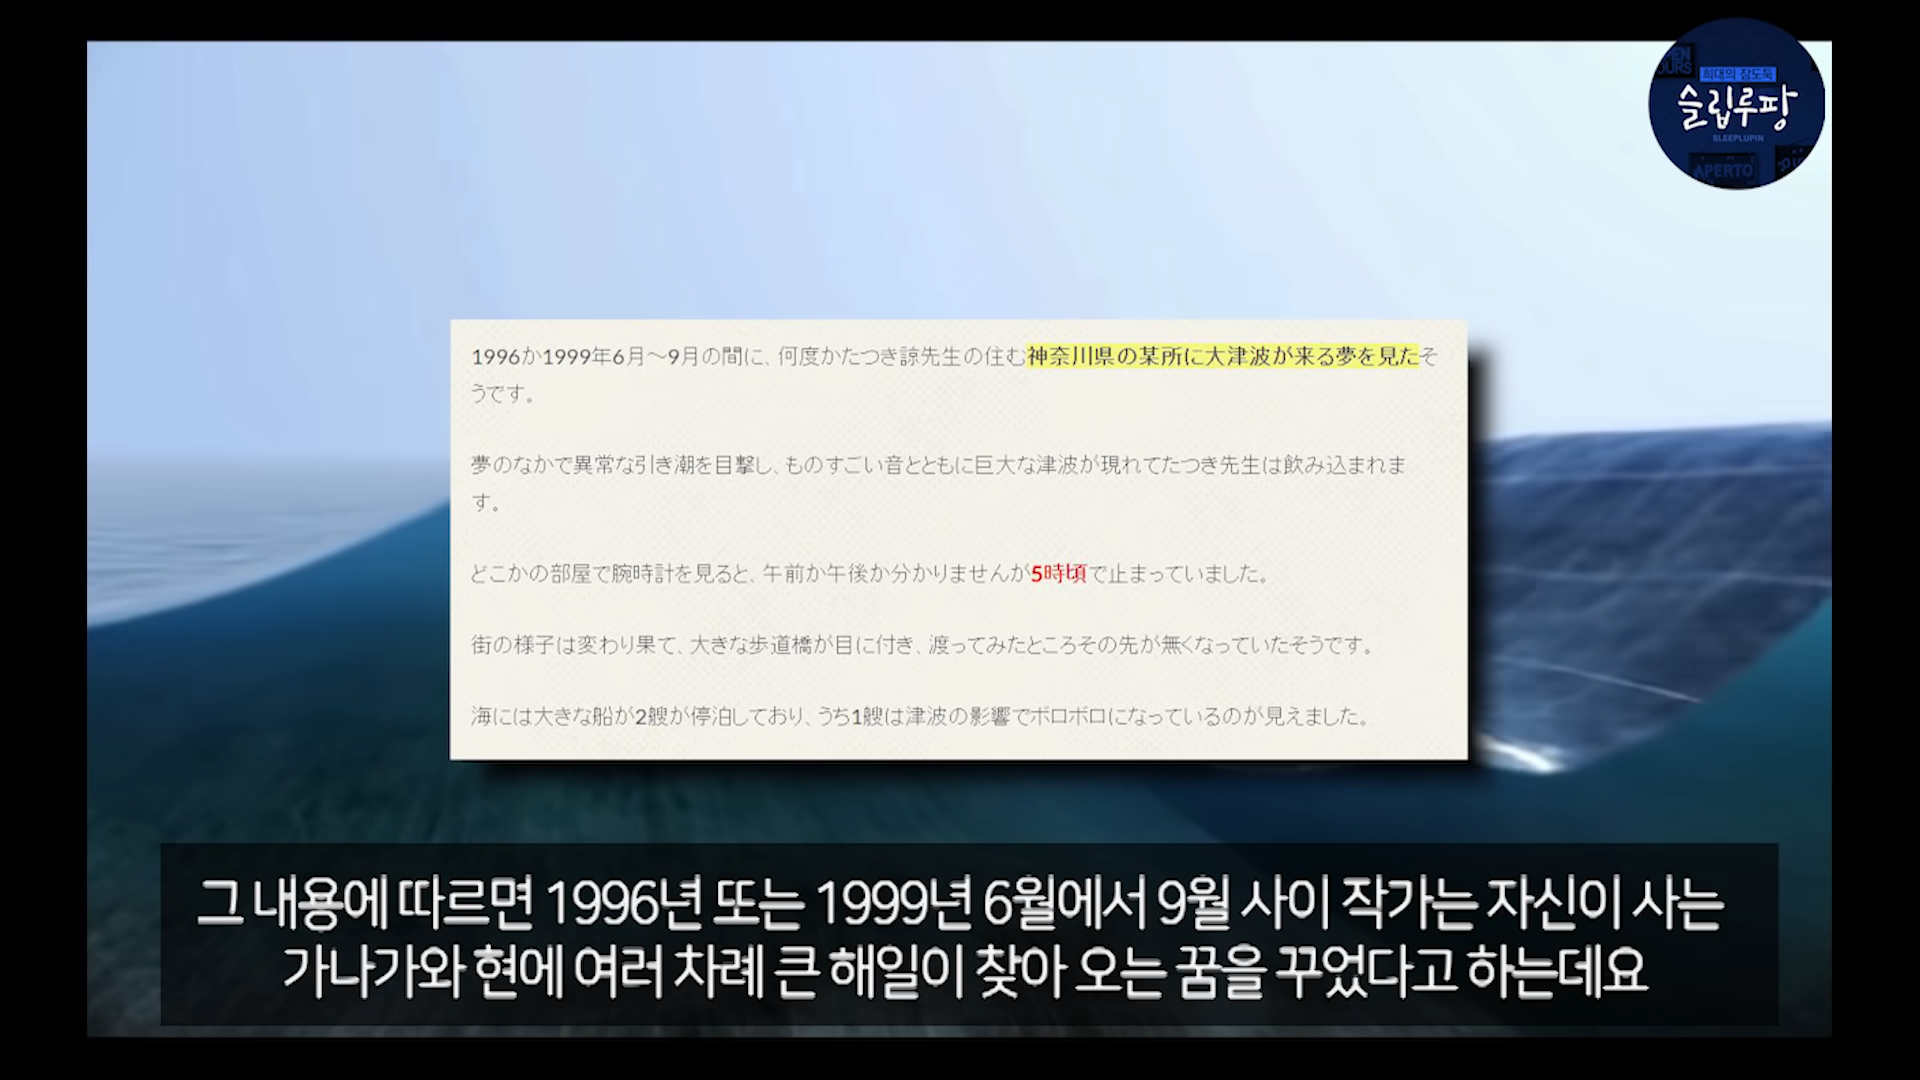 희대의 잠도둑
슬립루팡
SLEEPLUPIN
APERTO
1996か1999年6月～9月の間に、何度かたつき諒先生の住む神奈川県の某所に大津波が来る夢を見たそ
うです。
夢のなかで異常な引き潮を目撃し、ものすごい音とともに巨大な津波が現れてたつき先生は飲み込まれま
す。
どこかの部屋で腕時計を見ると、午前か午後か分かりませんが5時頃で止まっていました。
街の様子は変わり果て、大きな歩道橋が目に付き、渡ってみたところその先が無くなっていたそうです。
海には大きな船が2艘が停泊しており、うち1艘は津波の影響でボロボロになっているのが見えました。
그 내용에 따르면 1996년 또는 1999년 6월에서 9월 사이 작가는 자신이 사는
가나가와 현에 여러 차례 큰 해일이 찾아 오는 꿈을 꾸었다고 하는데요